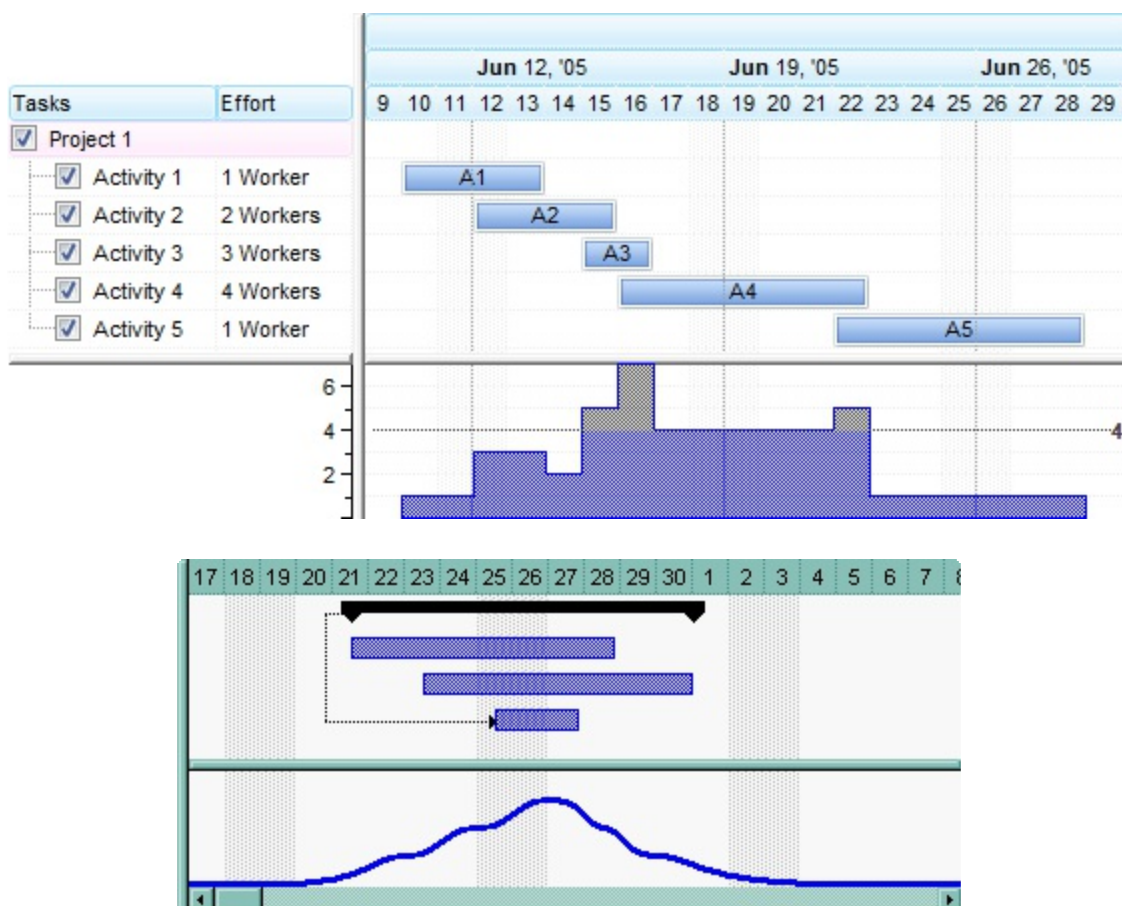 Jun 12, '05 Jun 19, '05 Jun 26, '05
Tasks Effort 9 10 11 12 13 14 15 16 17 18 19 20 21 22 23 24 25 26 27 28 29
Project 1
Activity 1 1 Worker A1
Activity 2 2 Workers A2
Activity 3 3 Workers A3
Activity 4 4 Workers A4
Activity 5 1 Worker A5
6
4 4
2
17 18 19 20 21 22 23 24 25 26 27 28 29 30 1 2 3 4 5 6 7